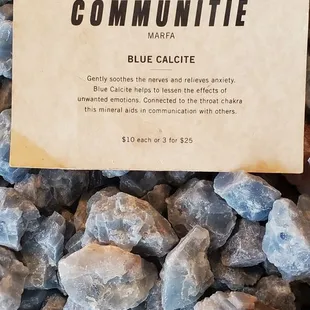 COMMUNITIE
MARFA
BLUE CALCITE
Gently soothes the nerves and relieves anxiety.
Blue Calcite helps to lessen the effects of
unwanted emotions. Connected to the throat chakra
this mineral aids in communication with others.
$10 each or 3 for $25